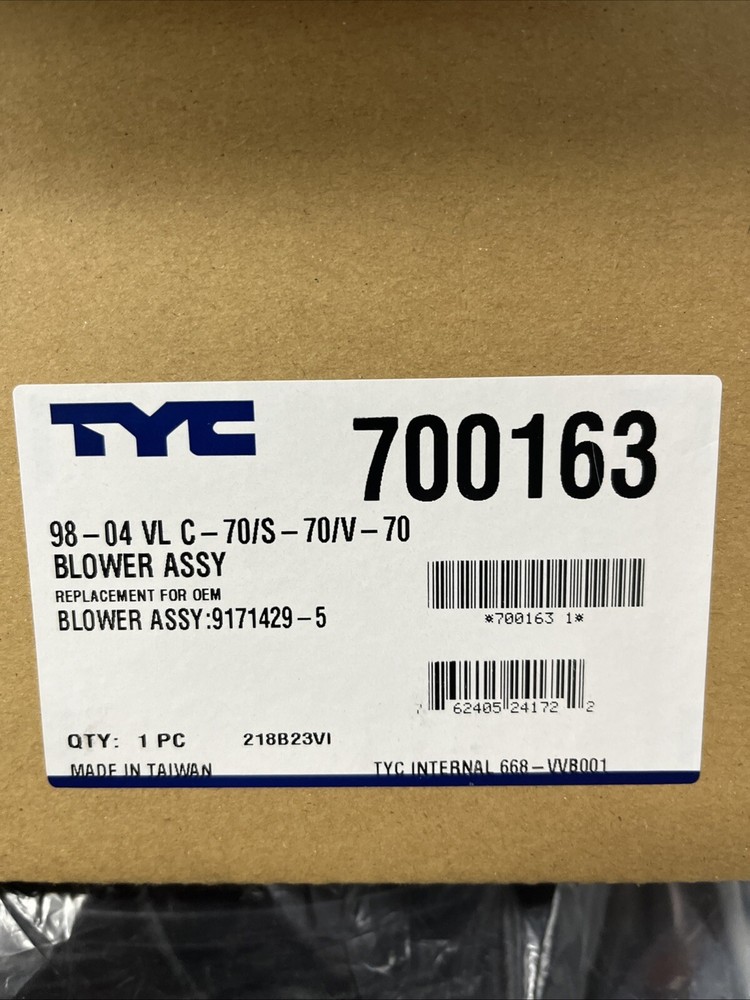 TYC
700163
98-04 VL C-70/S-70/V-70
BLOWER ASSY
REPLACEMENT FOR OEM
BLOWER ASSY:9171429-5
*700163 1*
7 62405 24172 2
QTY: 1 PC 218B23VI
MADE IN TAIWAN TYC INTERNAL 668-VVB001